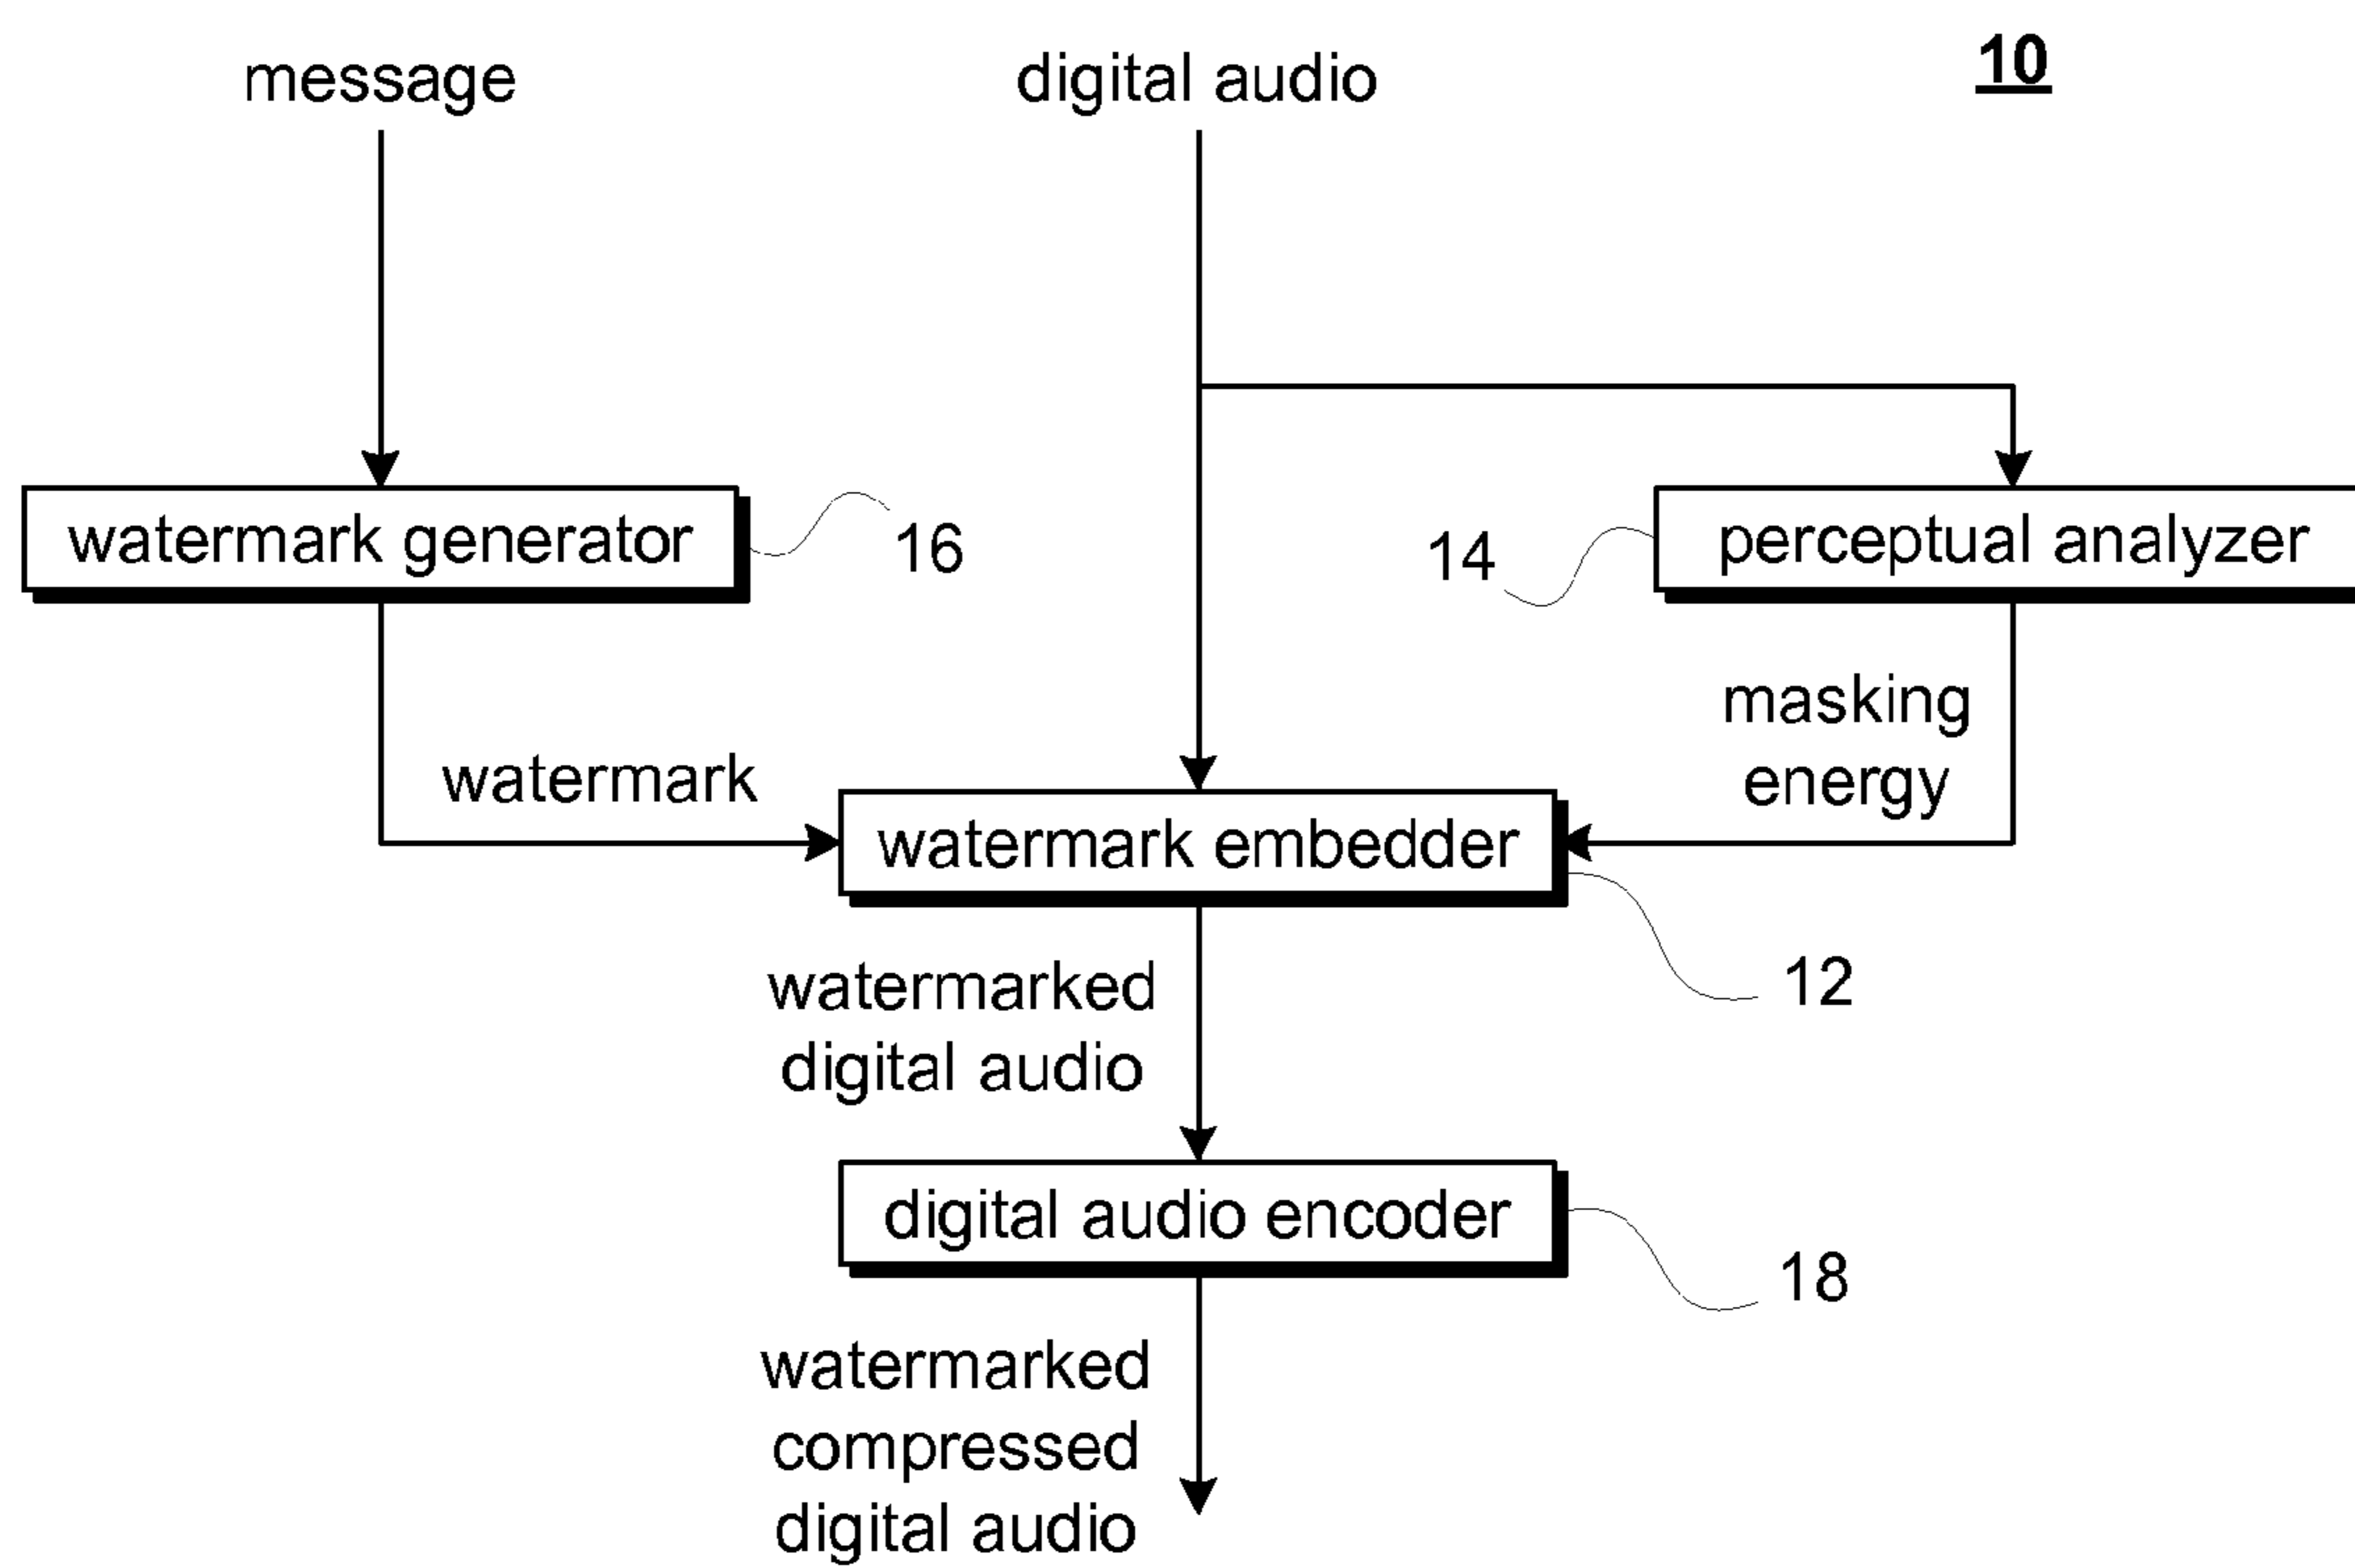 message
digital audio
10
watermark generator
16
14
perceptual analyzer
masking
energy
watermark
watermark embedder
12
watermarked
digital audio
digital audio encoder
18
watermarked
compressed
digital audio